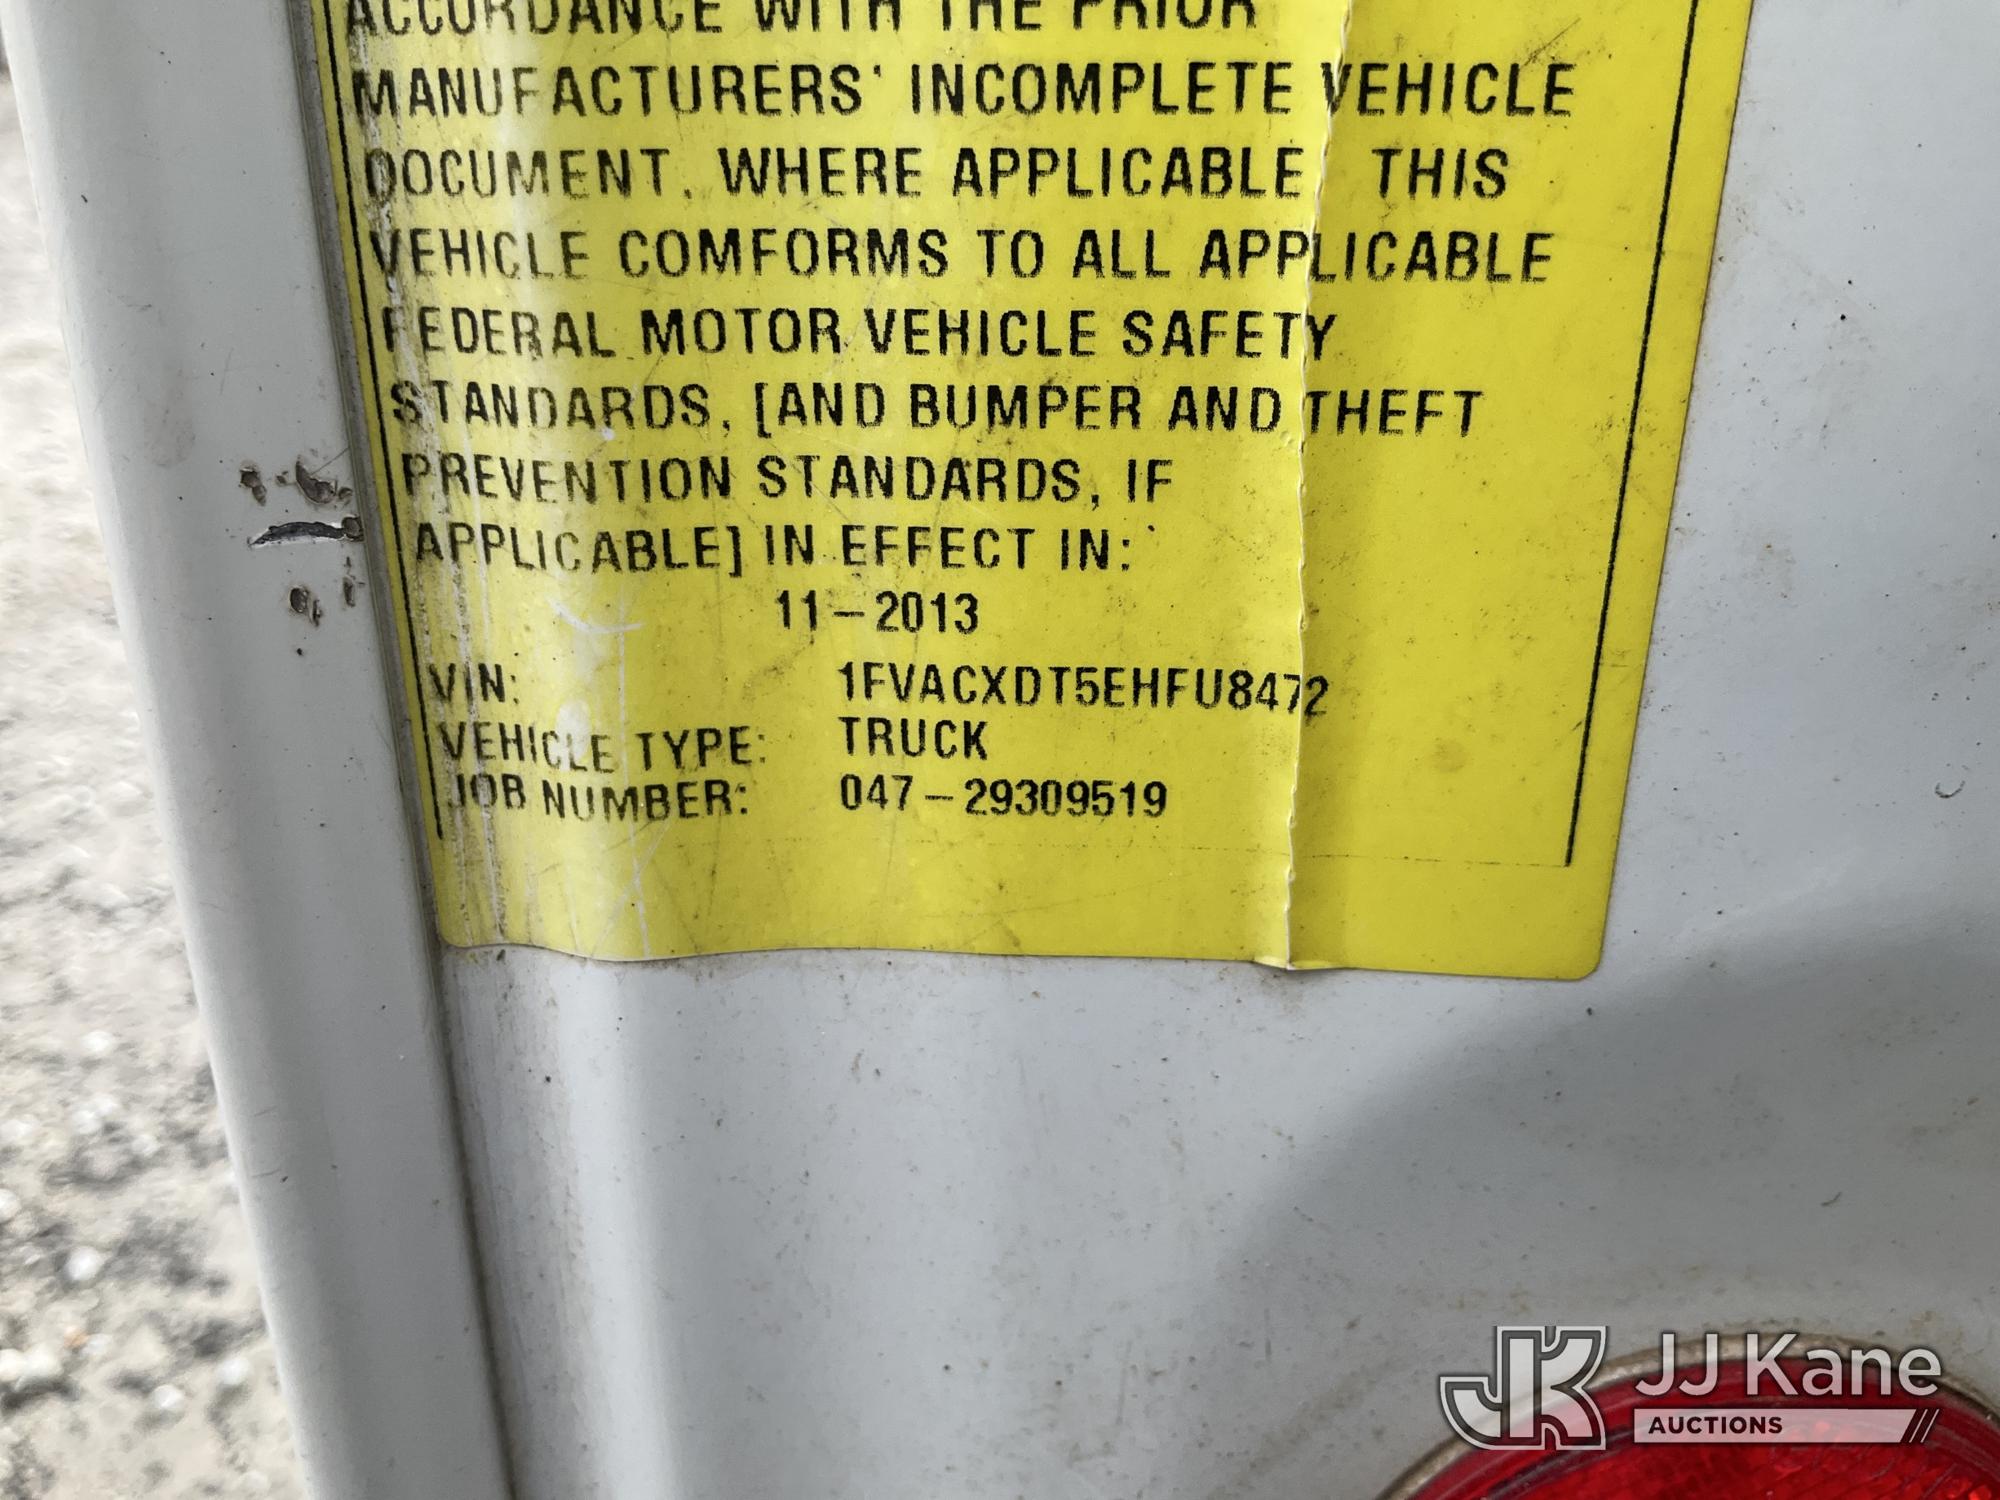 ACCORDANCE WITH THE PRIOR
MANUFACTURERS' INCOMPLETE VEHICLE
DOCUMENT, WHERE APPLICABLE THIS
VEHICLE COMFORMS TO ALL APPLICABLE
FEDERAL MOTOR VEHICLE SAFETY
STANDARDS, [AND BUMPER AND THEFT
PREVENTION STANDARDS, IF
APPLICABLE] IN EFFECT IN:
11-2013
VIN: 1FVACXDT5EHFU8472
VEHICLE TYPE: TRUCK
JOB NUMBER: 047-29309519
JK JJ Kane
AUCTIONS